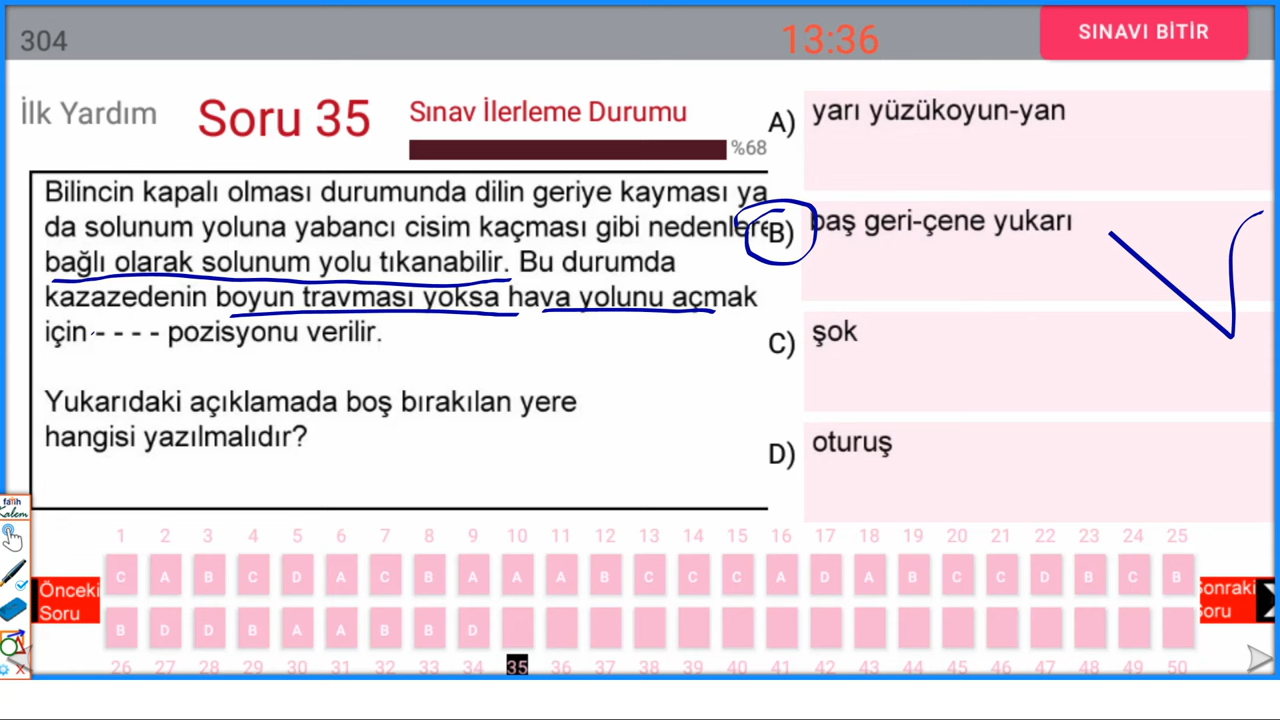 304
13:36
SINAVI BİTİR
İlk Yardım
Soru 35
Sınav İlerleme Durumu
%68
Bilincin kapalı olması durumunda dilin geriye kayması ya
da solunum yoluna yabancı cisim kaçması gibi nedenlere
bağlı olarak solunum yolu tıkanabilir. Bu durumda
kazazedenin boyun travması yoksa hava yolunu açmak
için - - - - pozisyonu verilir.
Yukarıdaki açıklamada boş bırakılan yere
hangisi yazılmalıdır?
A) yarı yüzükoyun-yan
B) baş geri-çene yukarı
C) şok
D) oturuş
fatih
Kalem
1 2 3 4 5 6 7 8 9 10 11 12 13 14 15 16 17 18 19 20 21 22 23 24 25
C A B C D A C B A A A B C C C A D A B C C D B C B
Önceki
Soru
Sonraki
Soru
B D D B A A B B D
26 27 28 29 30 31 32 33 34 35 36 37 38 39 40 41 42 43 44 45 46 47 48 49 50